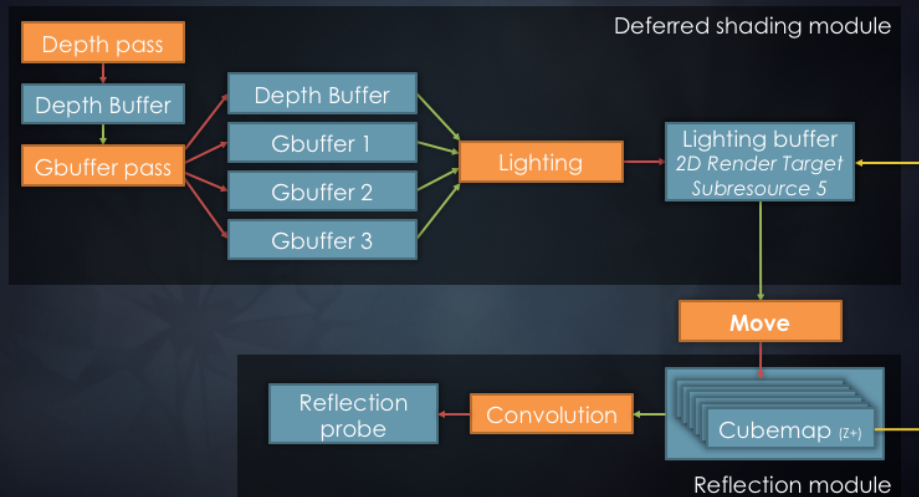 Deferred shading module
Depth pass
Depth Buffer
Gbuffer pass
Depth Buffer
Gbuffer 1
Gbuffer 2
Gbuffer 3
Lighting
Lighting buffer
2D Render Target
Subresource 5
Move
Reflection
probe
Convolution
Cubemap (Z+)
Reflection module